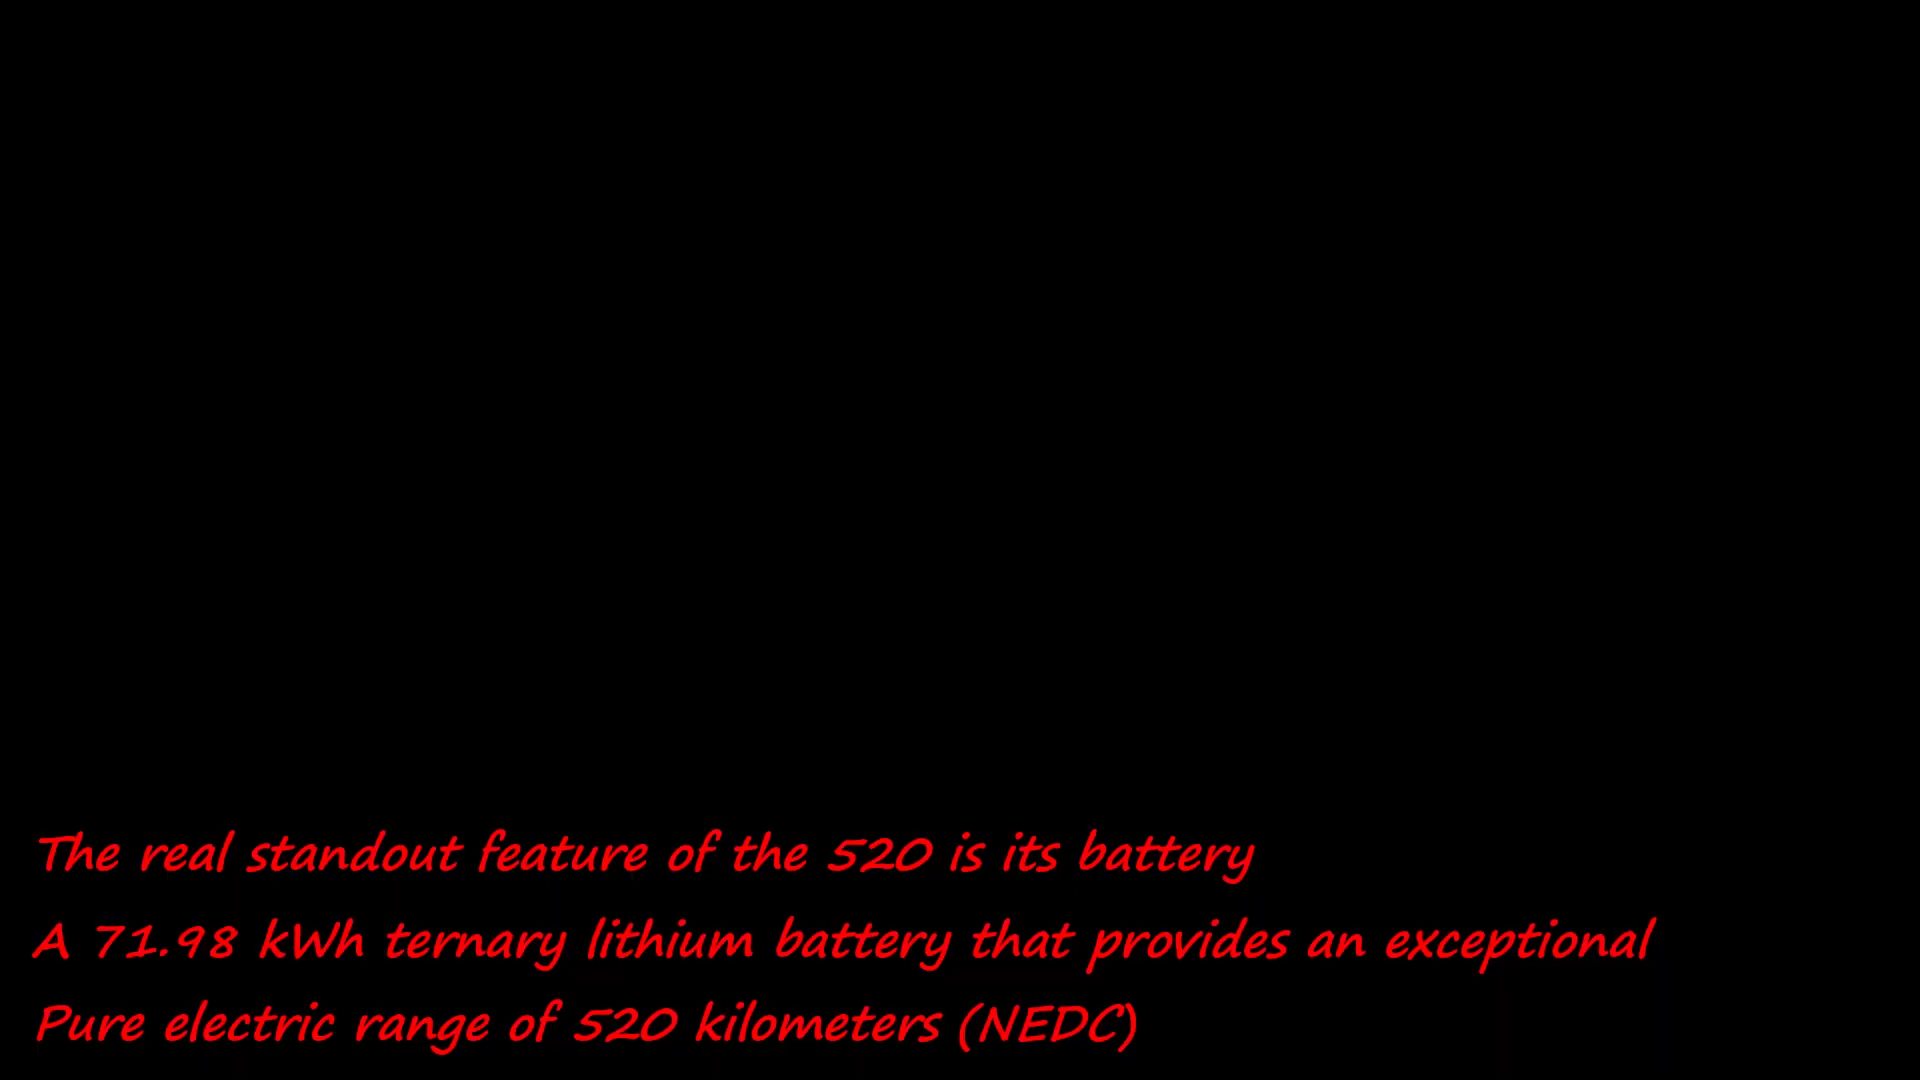 The real standout feature of the 520 is its battery
A 71.98 kWh ternary lithium battery that provides an exceptional
Pure electric range of 520 kilometers (NEDC)